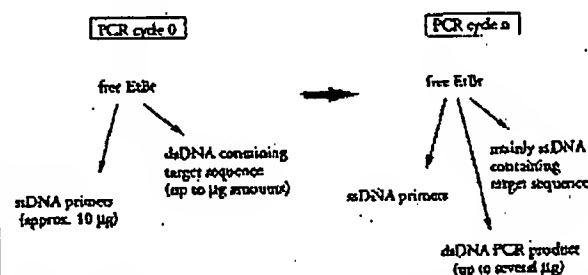 PCR cycle 0
free EtBr
dsDNA containing
target sequence
(up to µg amounts)
ssDNA primers
(approx. 10 µg)
PCR cycle n
free EtBr
mainly ssDNA
containing
target sequence
ssDNA primers
dsDNA PCR product
(up to several µg)